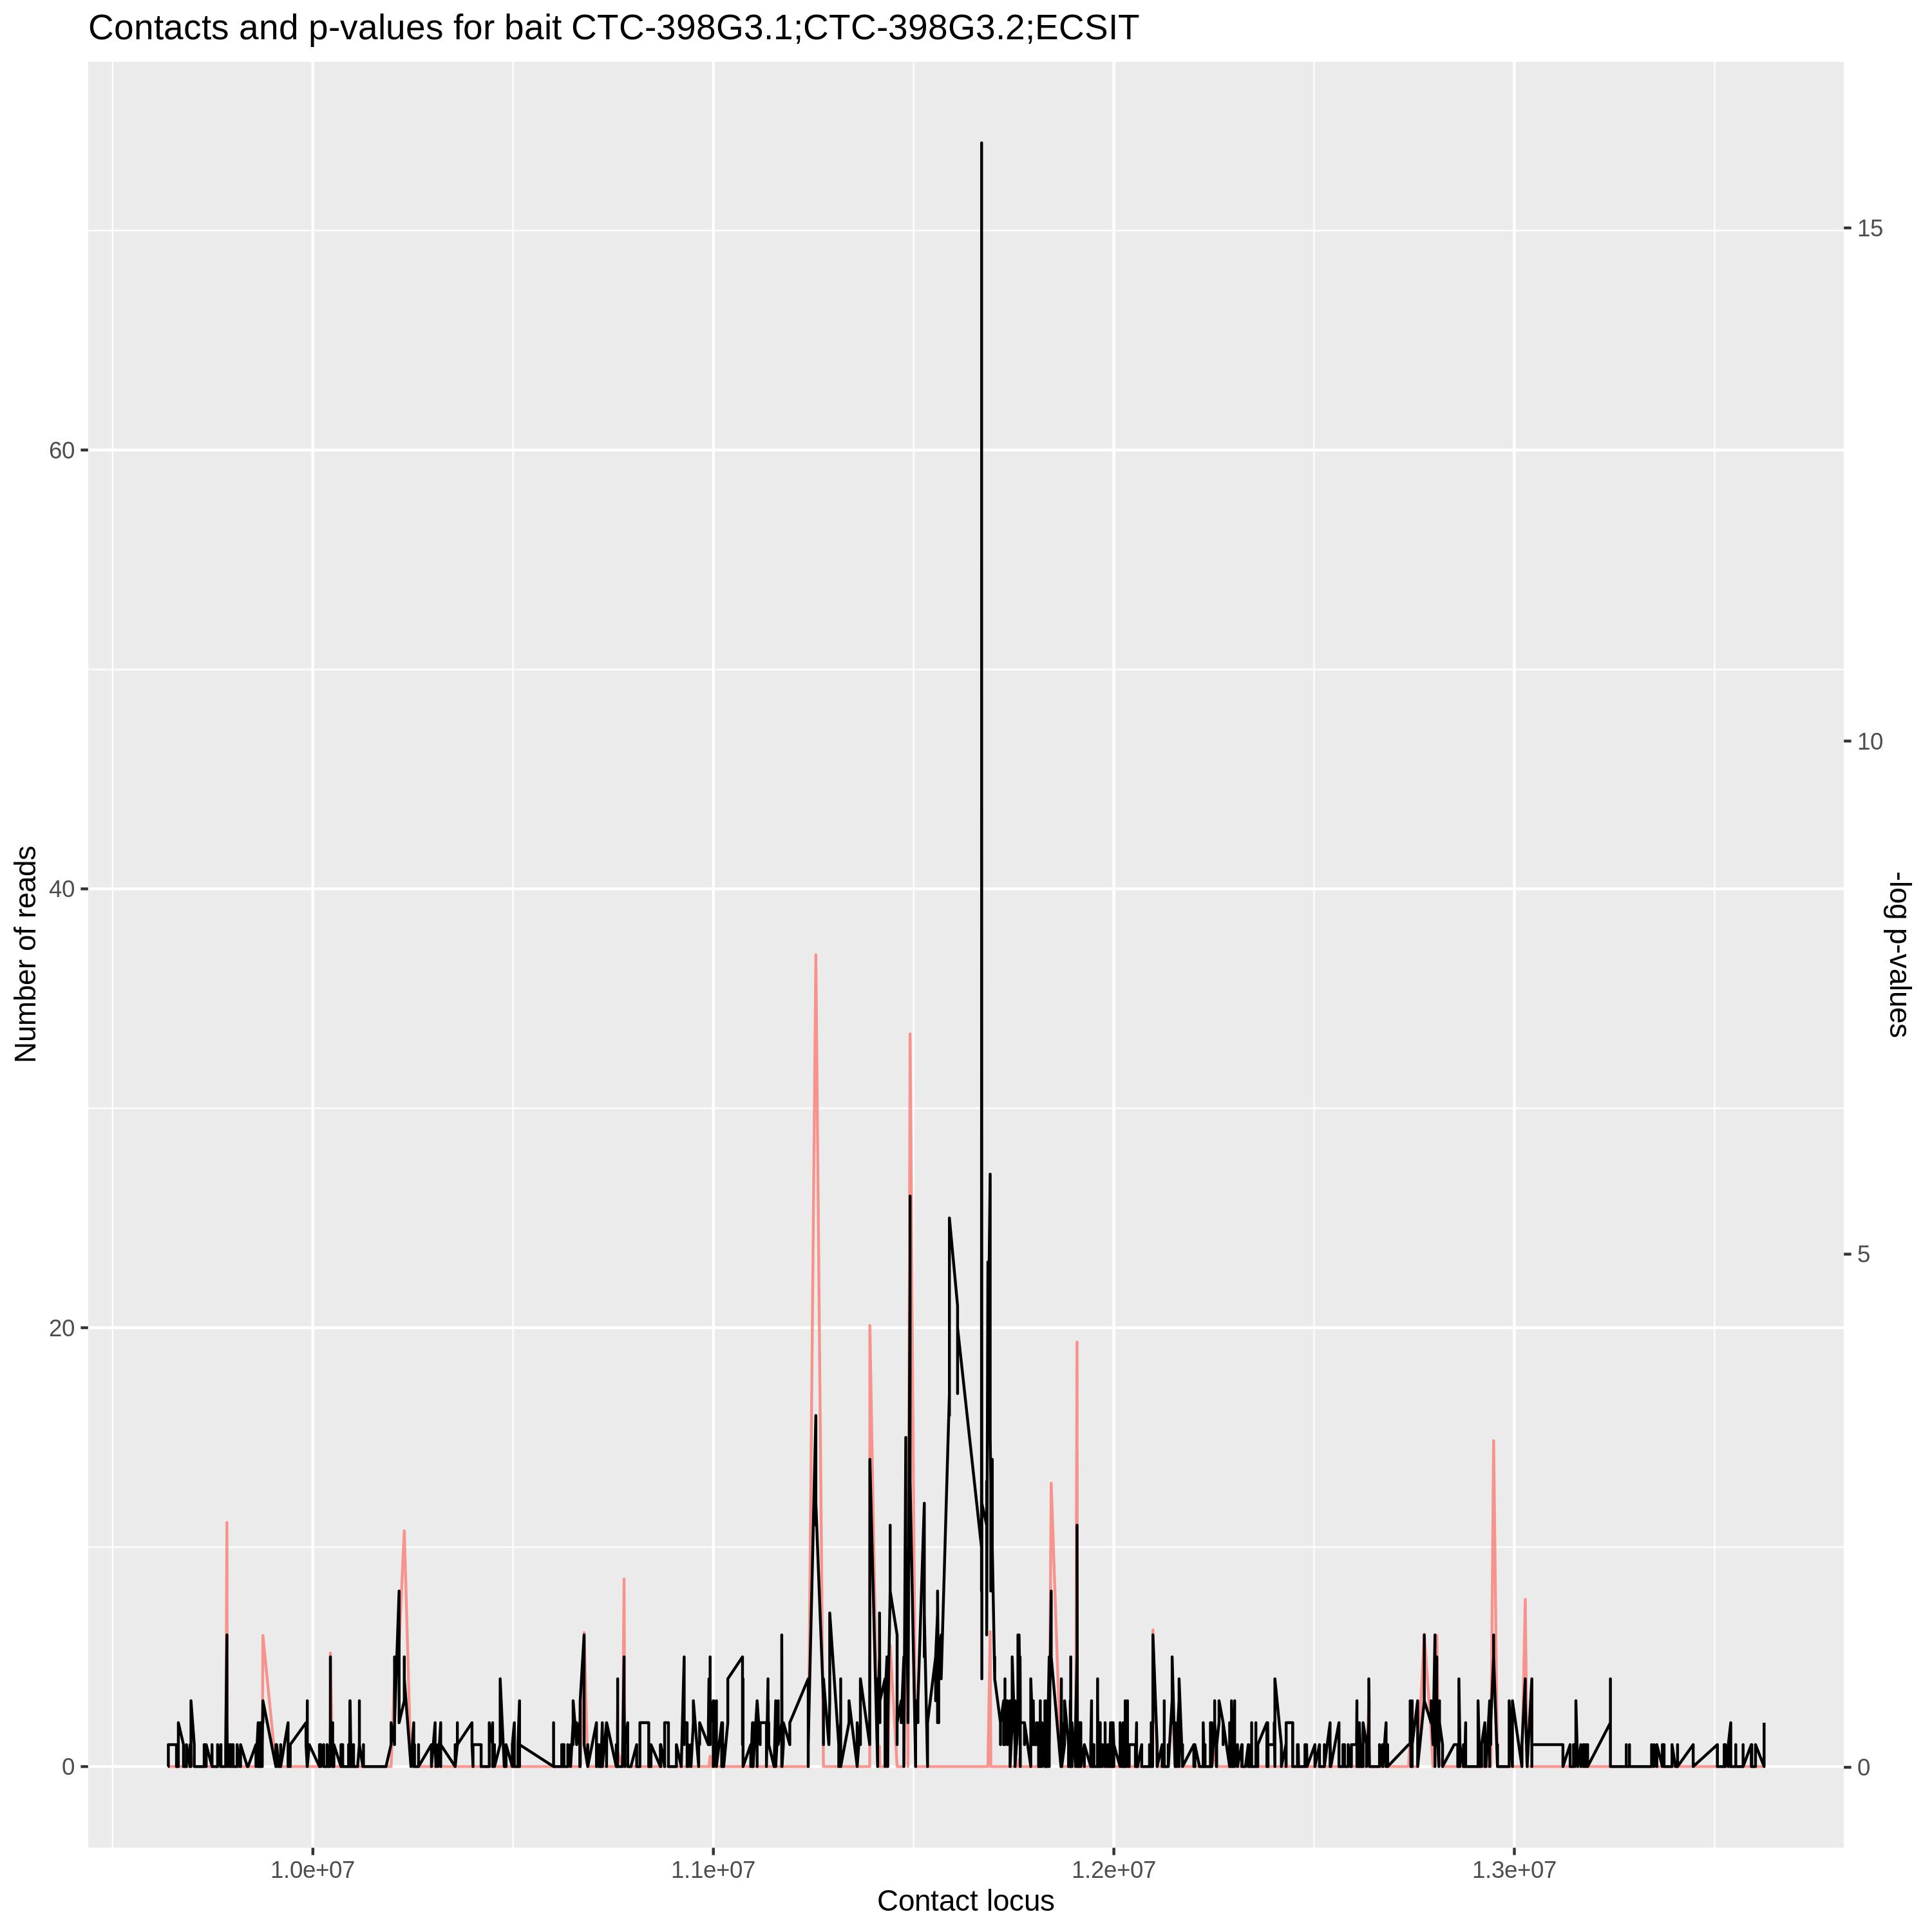 Contacts and p-values for bait CTC-398G3.1;CTC-398G3.2;ECSIT
15
60
10
40
Number of reads
-log p-values
5
20
0
0
1.0e+07 1.1e+07 1.2e+07 1.3e+07
Contact locus